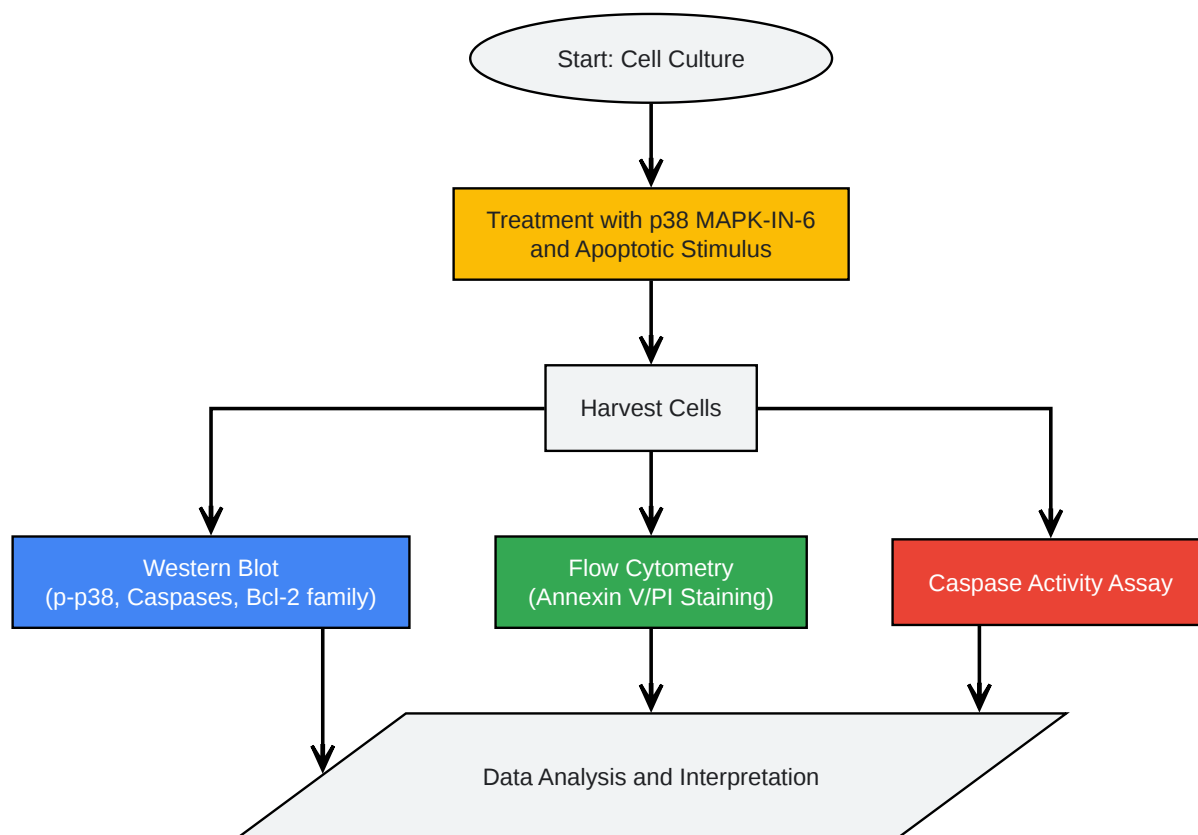 Start: Cell Culture
Treatment with p38 MAPK-IN-6
and Apoptotic Stimulus
Harvest Cells
Western Blot
(p-p38, Caspases, Bcl-2 family)
Flow Cytometry
(Annexin V/PI Staining)
Caspase Activity Assay
Data Analysis and Interpretation